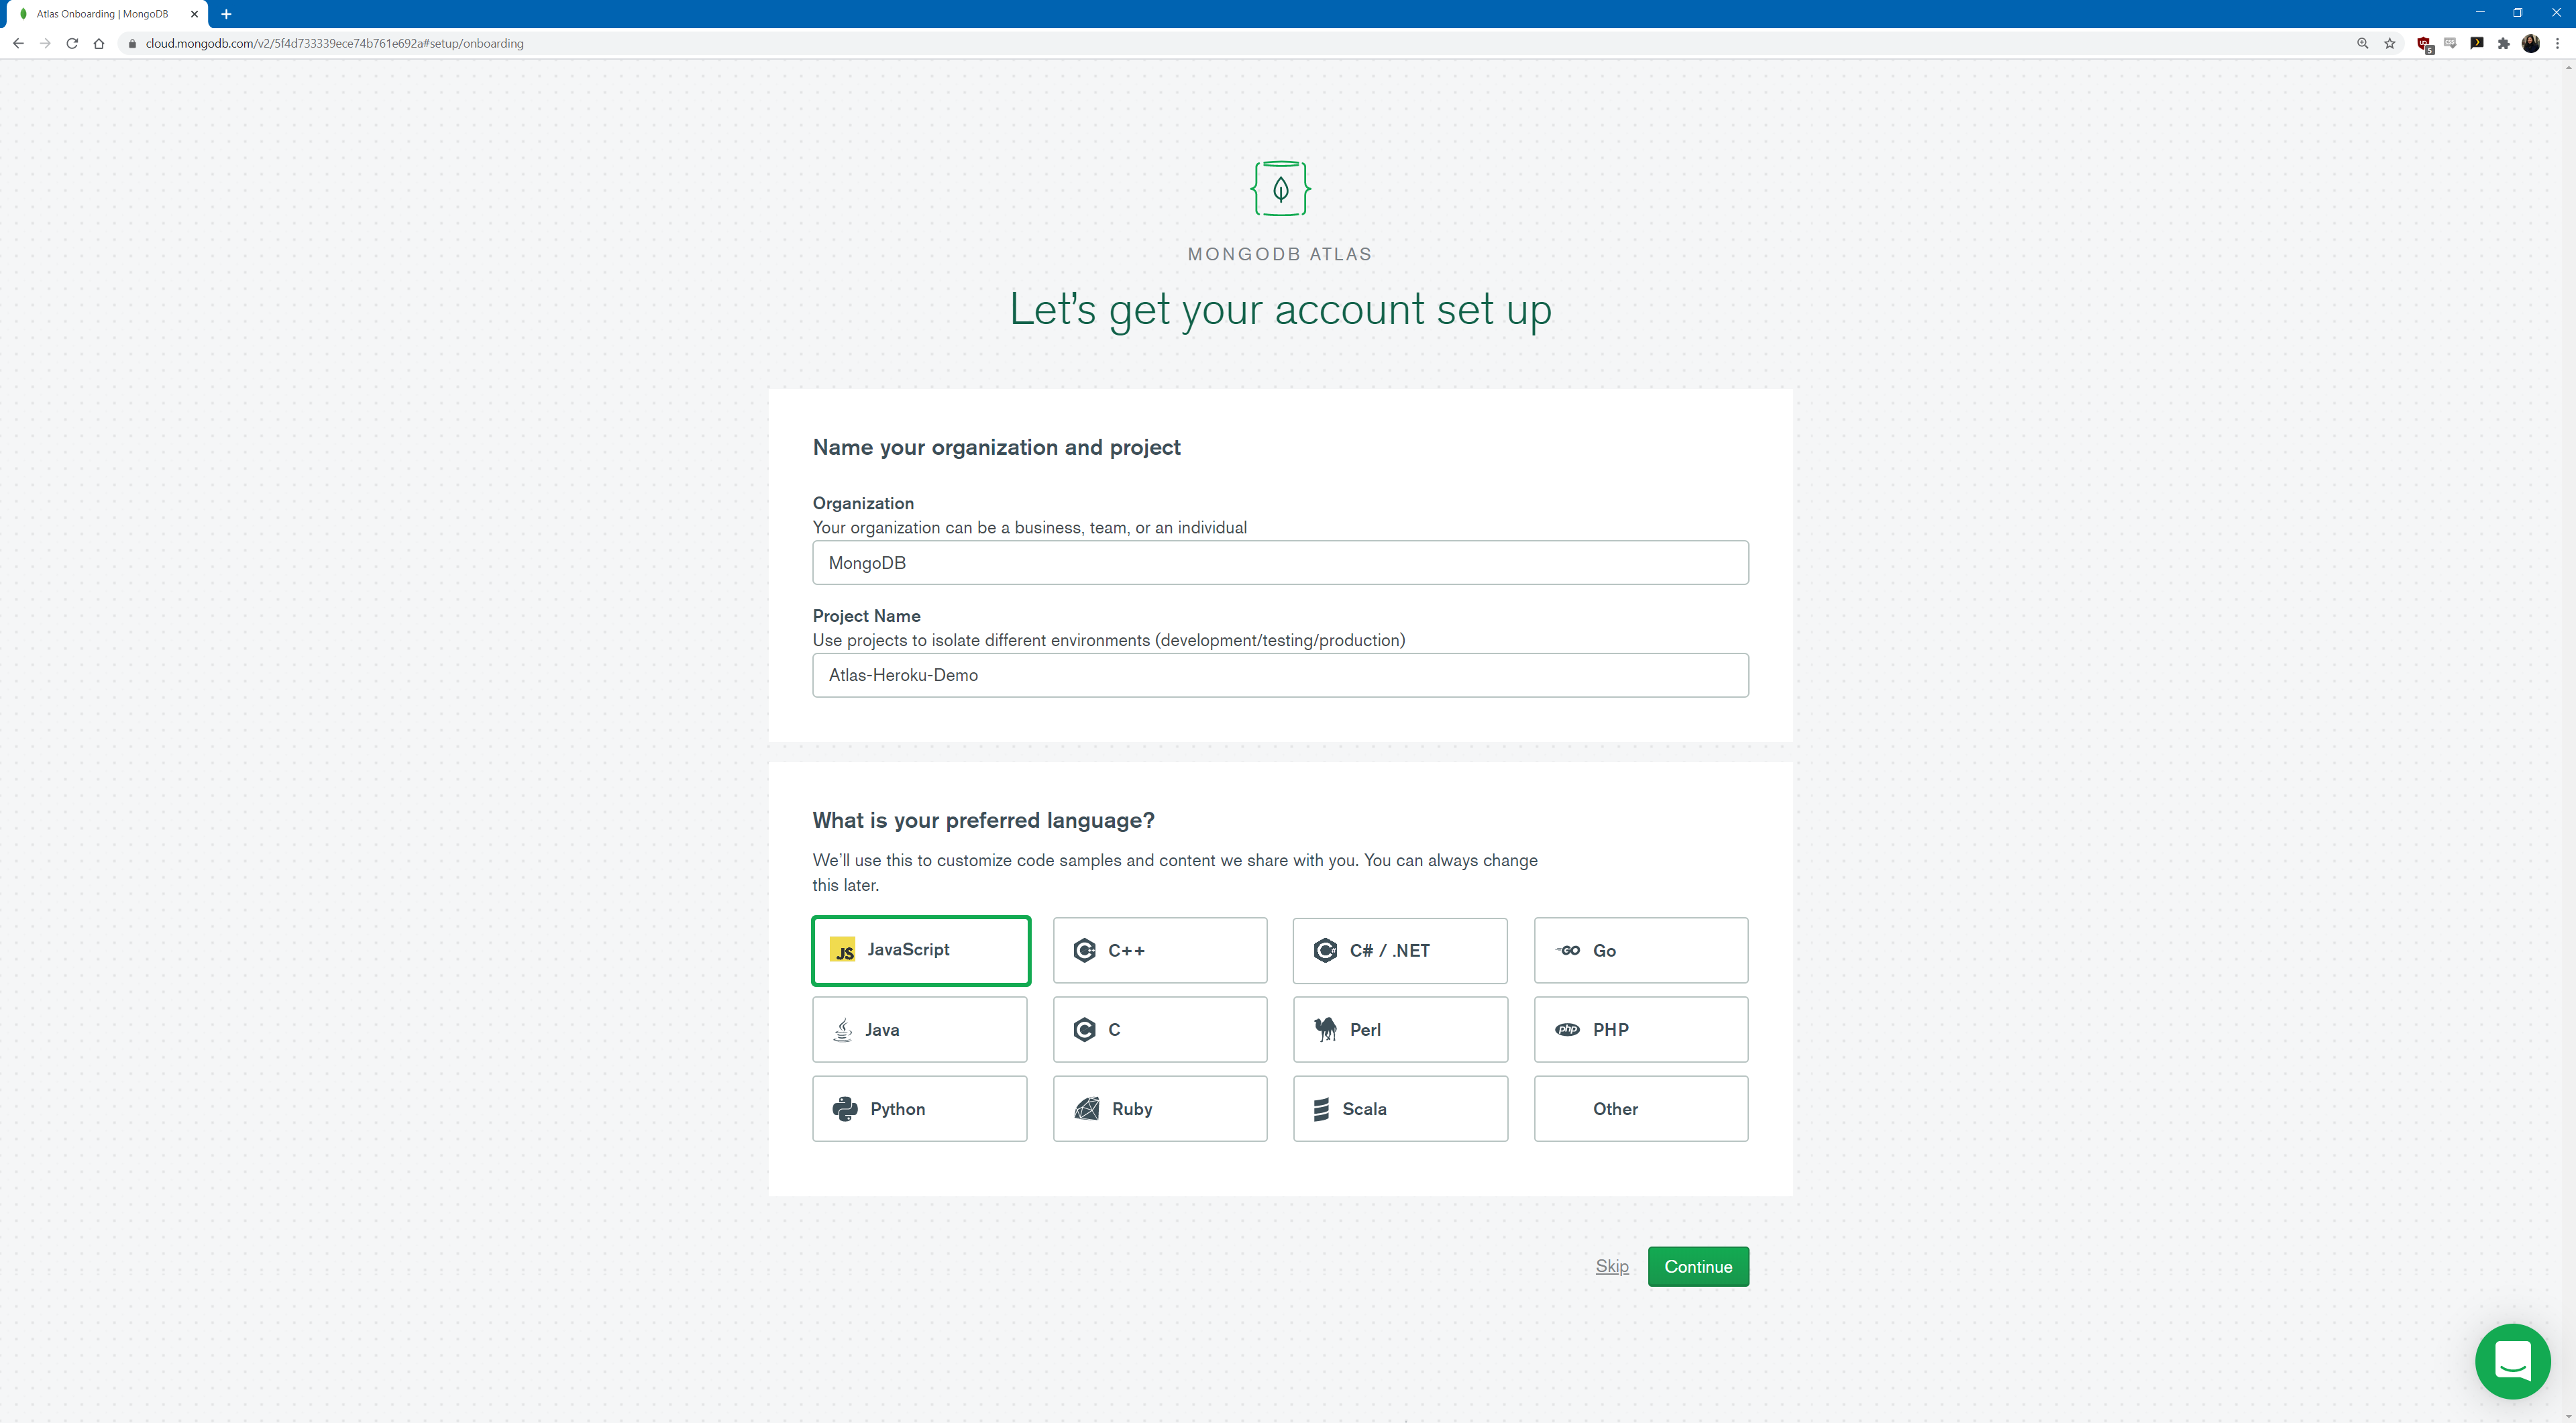 Atlas Onboarding | MongoDB
cloud.mongodb.com/v2/5f4d733339ece74b761e692a#setup/onboarding
5
MONGODB ATLAS
Let's get your account set up
Name your organization and project
Organization
Your organization can be a business, team, or an individual
MongoDB
Project Name
Use projects to isolate different environments (development/testing/production)
Atlas-Heroku-Demo
What is your preferred language?
We'll use this to customize code samples and content we share with you. You can always change
this later.
JS JavaScript
C++
C# / .NET
GO Go
Java
C
Perl
php PHP
Python
Ruby
Scala
Other
Skip
Continue